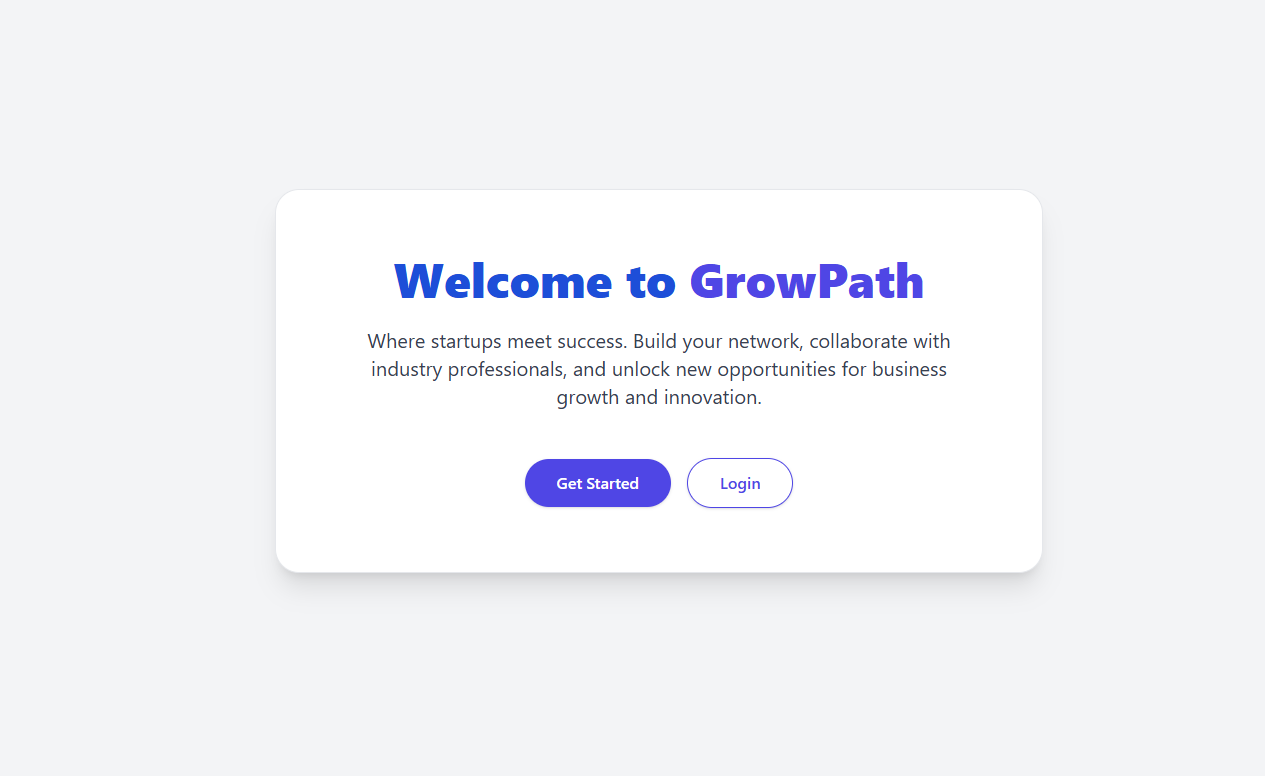 Welcome to GrowPath
Where startups meet success. Build your network, collaborate with
industry professionals, and unlock new opportunities for business
growth and innovation.
Get Started
Login